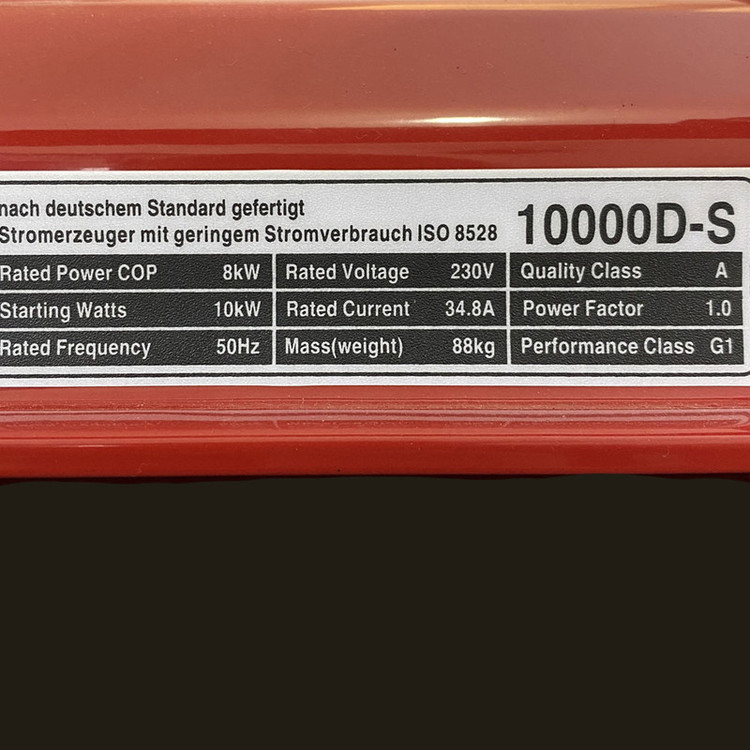 nach deutschem Standard gefertigt
Stromerzeuger mit geringem Stromverbrauch ISO 8528 10000D-S
Rated Power COP 8kW Rated Voltage 230V Quality Class A
Starting Watts 10kW Rated Current 34.8A Power Factor 1.0
Rated Frequency 50Hz Mass(weight) 88kg Performance Class G1